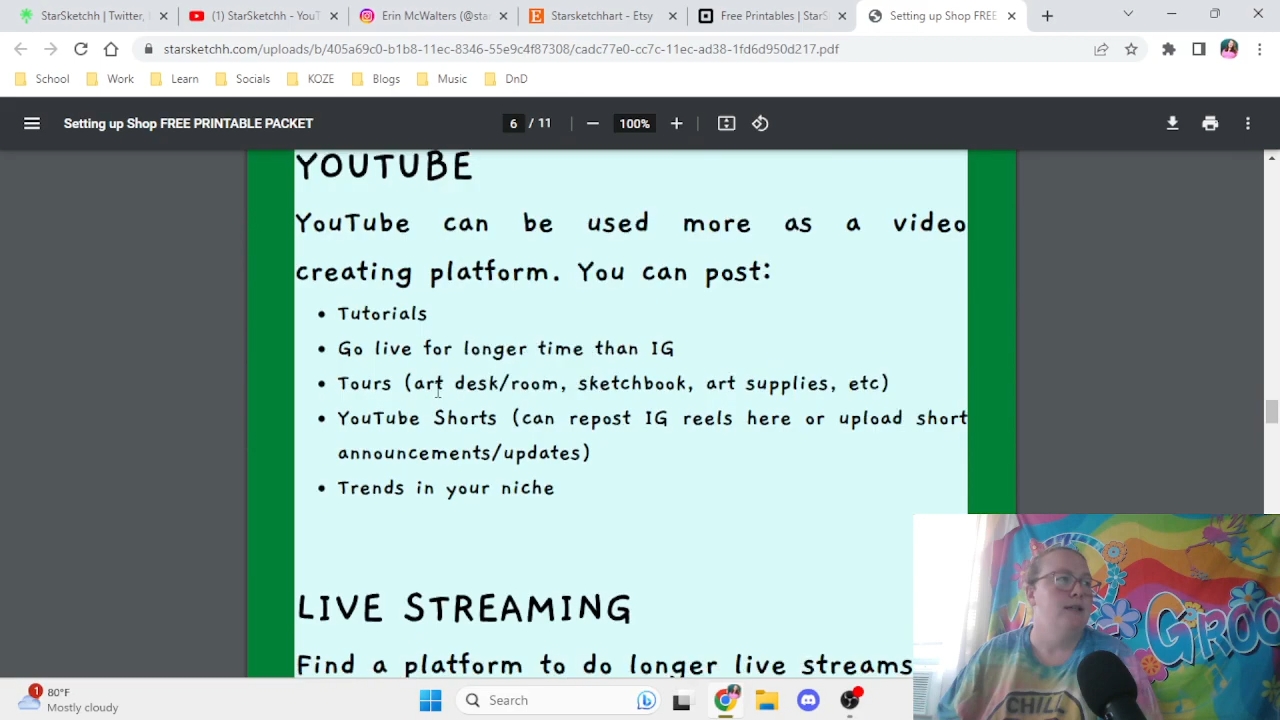 StarSketchh | Twitter,
(1) StarSketchh - YouT
Erin McWalters (@sta
Starsketchhart - Etsy
Free Printables | StarS
Setting up Shop FREE
starsketchh.com/uploads/b/405a69c0-b1b8-11ec-8346-55e9c4f87308/cadc77e0-cc7c-11ec-ad38-1fd6d950d217.pdf
School Work Learn Socials KOZE Blogs Music DnD
Setting up Shop FREE PRINTABLE PACKET 6 / 11 100%
YOUTUBE
YouTube can be used more as a video
creating platform. You can post:
• Tutorials
• Go live for longer time than IG
• Tours (art desk/room, sketchbook, art supplies, etc)
• YouTube Shorts (can repost IG reels here or upload short
announcements/updates)
• Trends in your niche
LIVE STREAMING
Find a platform to do longer live streams
CHILL
1
80°F
Mostly cloudy
Search